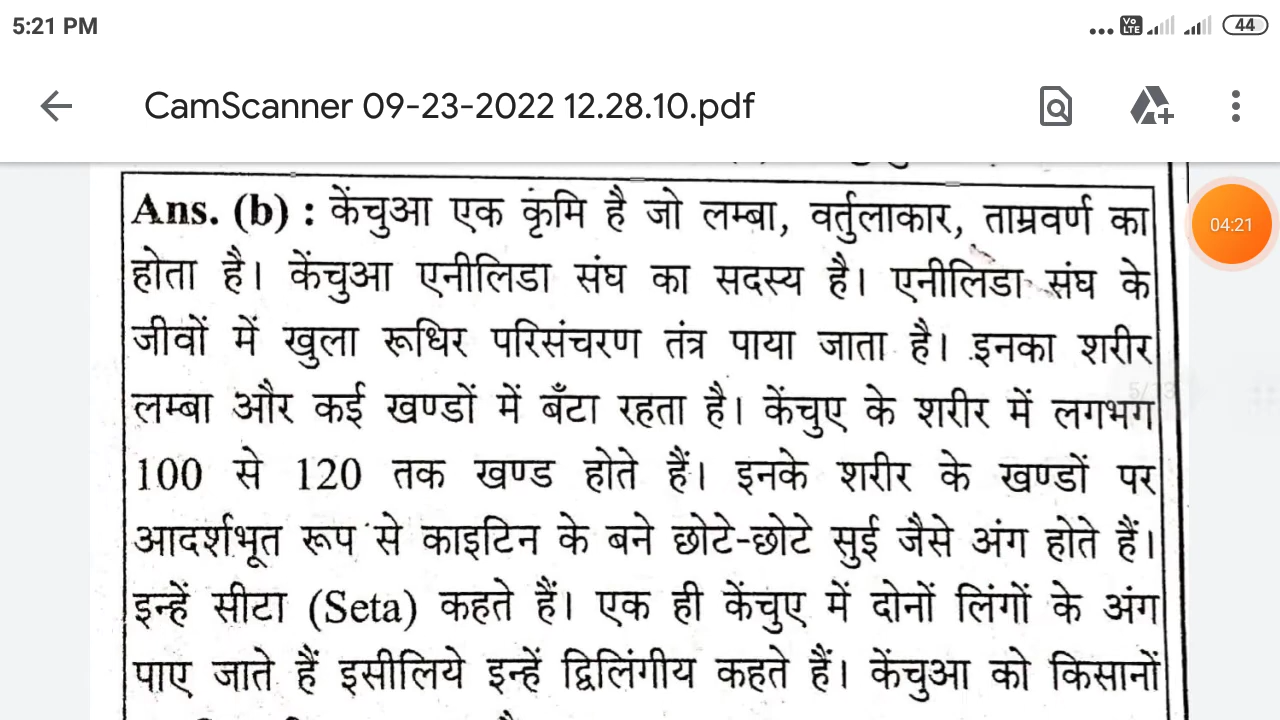 5:21 PM
Vo LTE
44
CamScanner 09-23-2022 12.28.10.pdf
04:21
Ans. (b) : केंचुआ एक कृमि है जो लम्बा, वर्तुलाकार, ताम्रवर्ण का
होता है। केंचुआ एनीलिडा संघ का सदस्य है। एनीलिडा संघ के
जीवों में खुला रूधिर परिसंचरण तंत्र पाया जाता है। इनका शरीर
लम्बा और कई खण्डों में बँटा रहता है। केंचुए के शरीर में लगभग
100 से 120 तक खण्ड होते हैं। इनके शरीर के खण्डों पर
आदर्शभूत रूप से काइटिन के बने छोटे-छोटे सुई जैसे अंग होते हैं।
इन्हें सीटा (Seta) कहते हैं। एक ही केंचुए में दोनों लिंगों के अंग
पाए जाते हैं इसीलिये इन्हें द्विलिंगीय कहते हैं। केंचुआ को किसानों